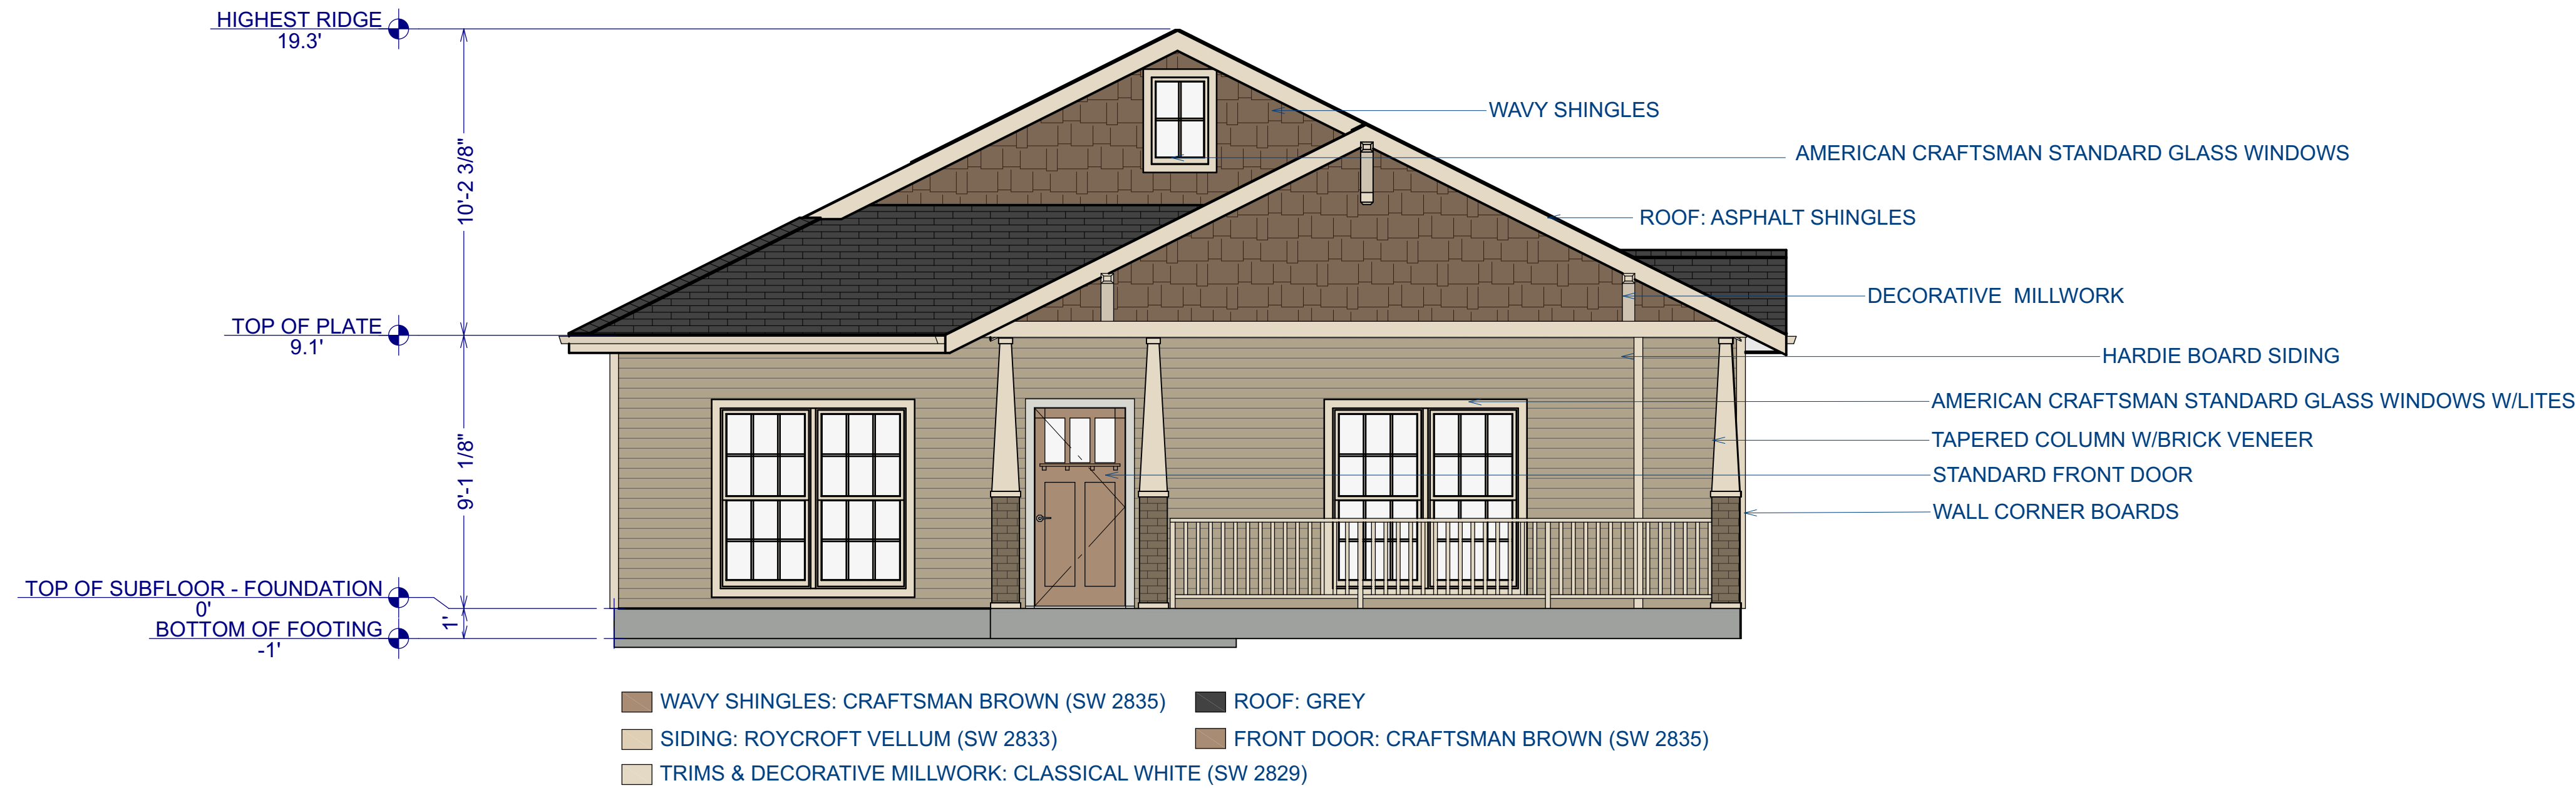 HIGHEST RIDGE
19.3'
10'-2 3/8"
TOP OF PLATE
9.1'
9'-1 1/8"
TOP OF SUBFLOOR - FOUNDATION
0'
1'
BOTTOM OF FOOTING
-1'
WAVY SHINGLES
AMERICAN CRAFTSMAN STANDARD GLASS WINDOWS
ROOF: ASPHALT SHINGLES
DECORATIVE MILLWORK
HARDIE BOARD SIDING
AMERICAN CRAFTSMAN STANDARD GLASS WINDOWS W/LITES
TAPERED COLUMN W/BRICK VENEER
STANDARD FRONT DOOR
WALL CORNER BOARDS
WAVY SHINGLES: CRAFTSMAN BROWN (SW 2835)
ROOF: GREY
SIDING: ROYCROFT VELLUM (SW 2833)
FRONT DOOR: CRAFTSMAN BROWN (SW 2835)
TRIMS & DECORATIVE MILLWORK: CLASSICAL WHITE (SW 2829)